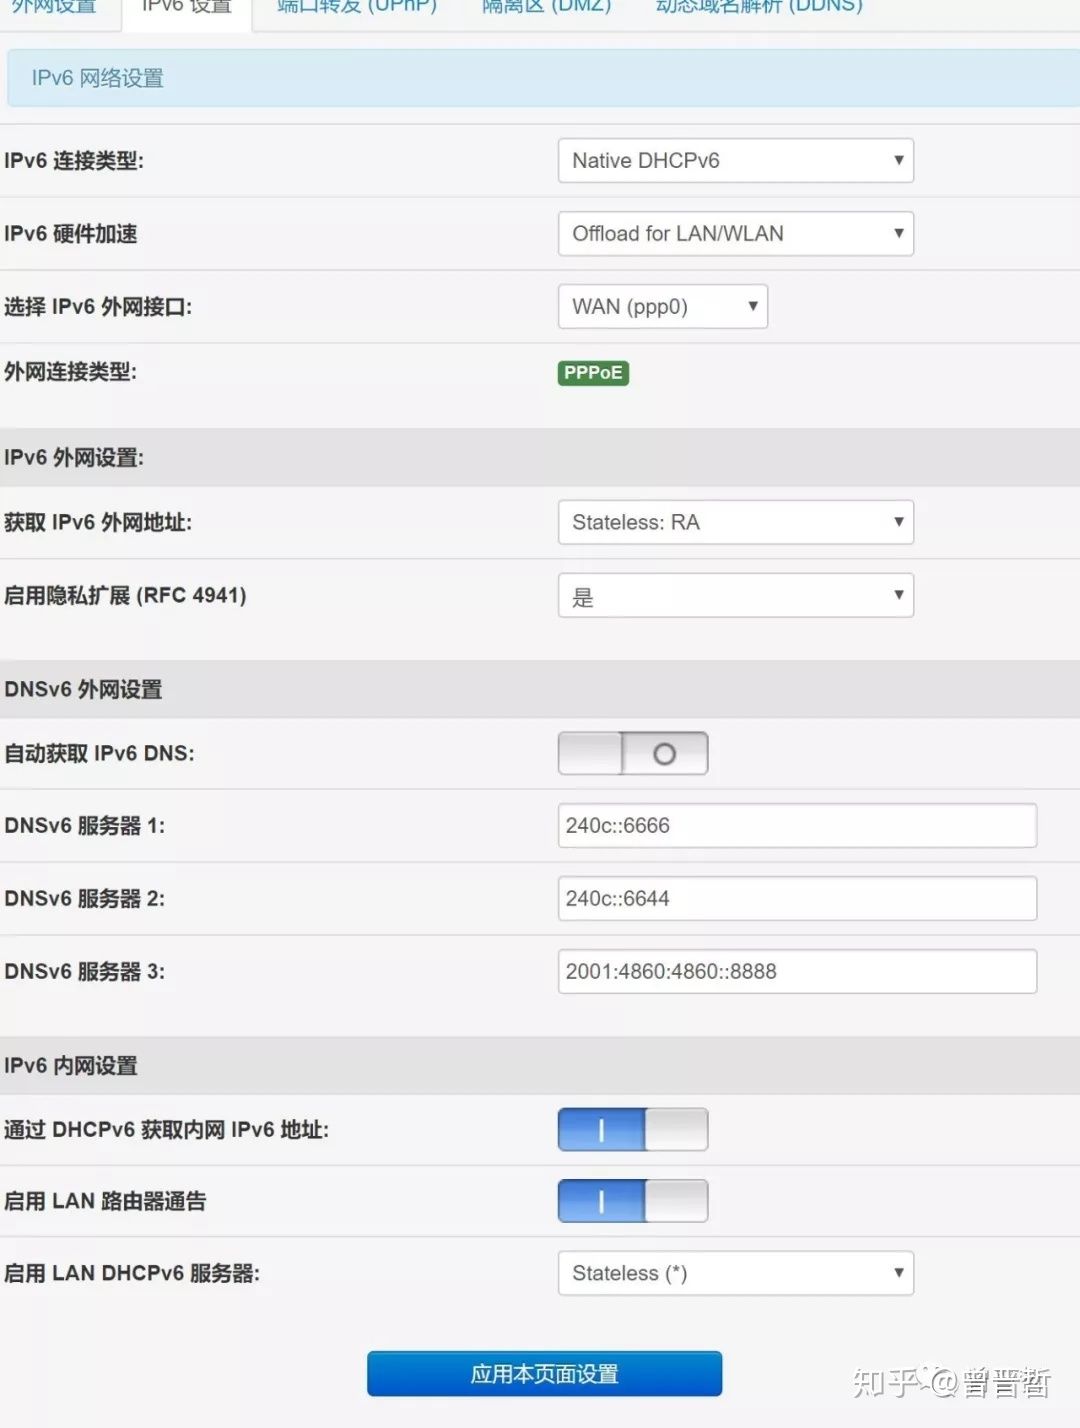 外网设置 IPv6 设置 端口转发 (UPnP) 隔离区 (DMZ) 动态域名解析 (DDNS)
IPv6 网络设置
IPv6 连接类型: Native DHCPv6
IPv6 硬件加速 Offload for LAN/WLAN
选择 IPv6 外网接口: WAN (ppp0)
外网连接类型: PPPoE
IPv6 外网设置:
获取 IPv6 外网地址: Stateless: RA
启用隐私扩展 (RFC 4941) 是
DNSv6 外网设置
自动获取 IPv6 DNS:
DNSv6 服务器 1: 240c::6666
DNSv6 服务器 2: 240c::6644
DNSv6 服务器 3: 2001:4860:4860::8888
IPv6 内网设置
通过 DHCPv6 获取内网 IPv6 地址:
启用 LAN 路由器通告
启用 LAN DHCPv6 服务器: Stateless (*)
应用本页面设置
知乎 @曾晋哲